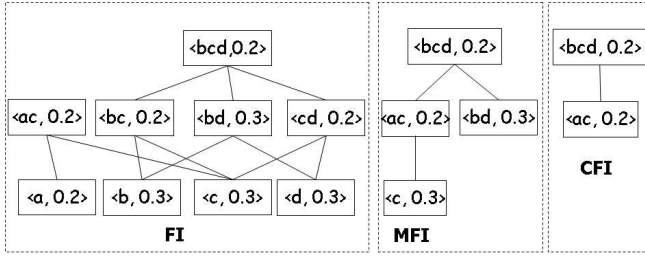 <bcd,0.2>
<ac, 0.2> <bc, 0.2> <bd, 0.3> <cd, 0.2>
<a, 0.2> <b, 0.3> <c, 0.3> <d, 0.3>
FI
<bcd, 0.2>
<ac, 0.2> <bd, 0.3>
<c, 0.3>
MFI
<bcd, 0.2>
<ac, 0.2>
CFI